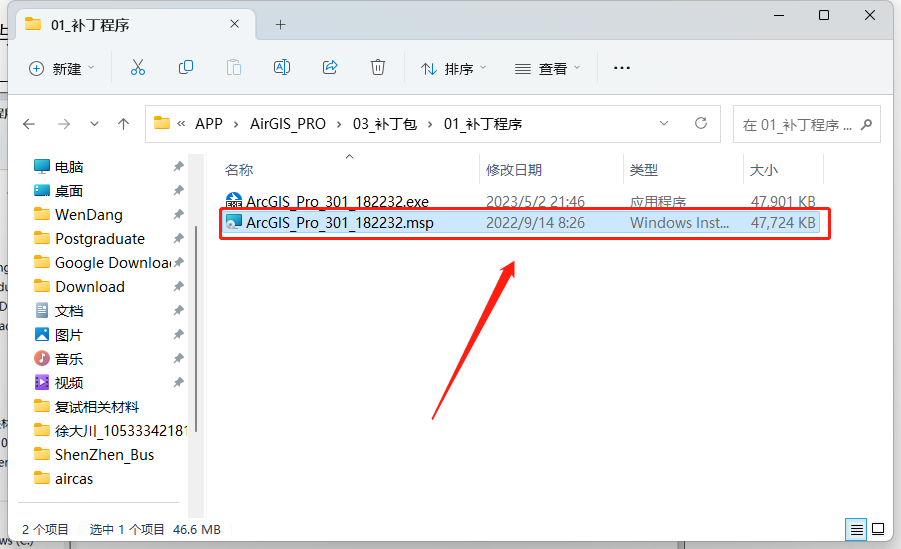 01_补丁程序
新建
排序
查看
« APP › AirGIS_PRO › 03_补丁包 › 01_补丁程序
在 01_补丁程序 ...
名称 修改日期 类型 大小
ArcGIS_Pro_301_182232.exe 2023/5/2 21:46 应用程序 47,901 KB
ArcGIS_Pro_301_182232.msp 2022/9/14 8:26 Windows Inst... 47,724 KB
电脑
桌面
WenDang
Postgraduate
Google Downloa
Download
文档
图片
音乐
视频
复试相关材料
徐大川_10533342181
ShenZhen_Bus
aircas
2 个项目 选中 1 个项目 46.6 MB